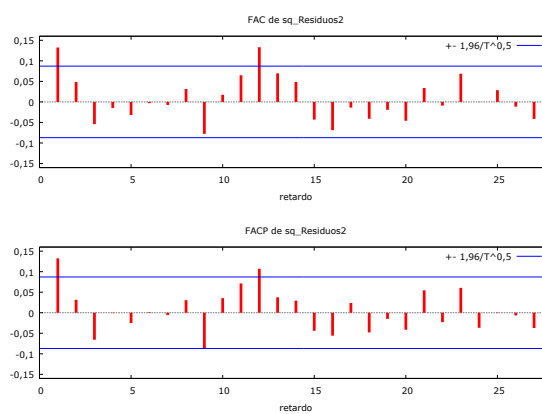 FAC de sq_Residuos2
+- 1,96/T^0,5
0,15
0,1
0,05
0
-0,05
-0,1
-0,15
0 5 10 15 20 25
retardo
FACP de sq_Residuos2
+- 1,96/T^0,5
0,15
0,1
0,05
0
-0,05
-0,1
-0,15
0 5 10 15 20 25
retardo